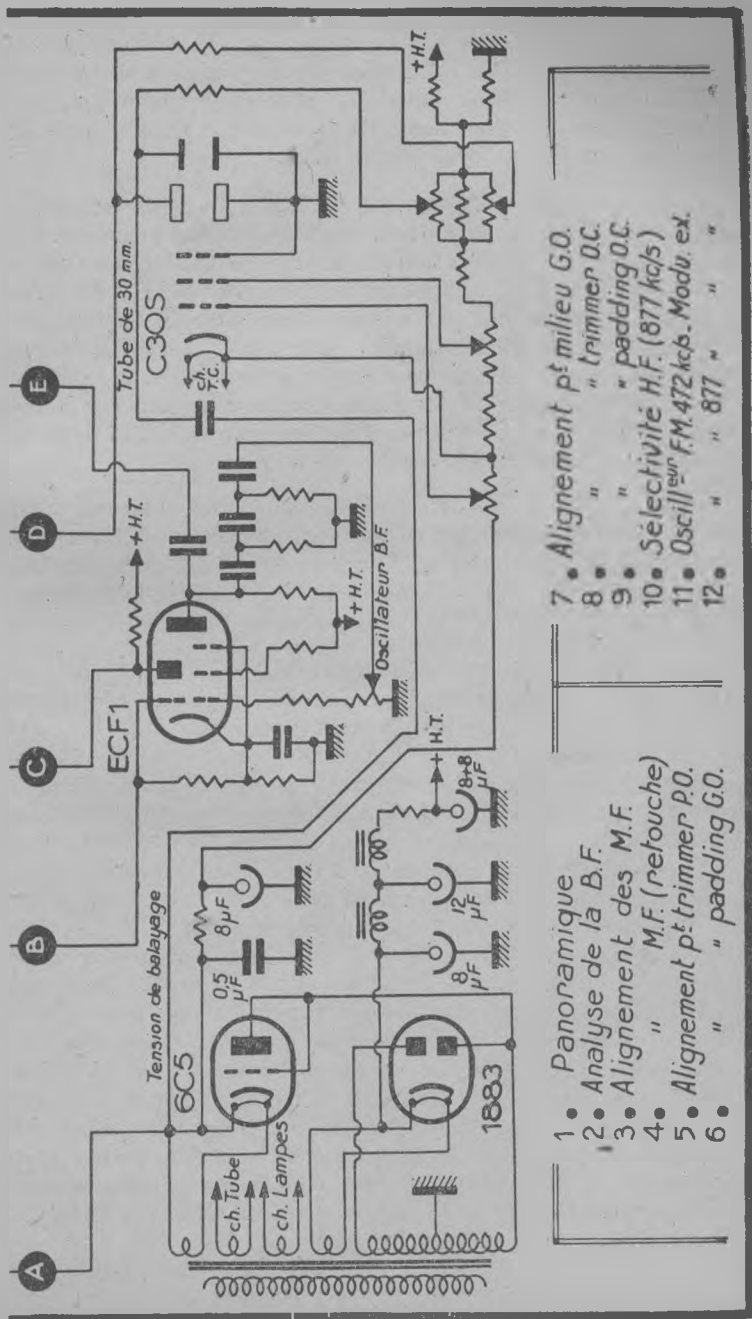 A
B
C
D
E
Tension de balayage
6C5
ch. Tube
ch. Lampes
1883
0,5
µF
8µF
8
µF
12
µF
8+8
µF
+ H.T.
ECF1
+ H.T.
+ H.T.
Oscillateur B.F.
Tube de 30 mm.
C30S
ch.
T.C.
+ H.T.
1 • Panoramique
2 • Analyse de la B.F.
3 • Alignement des M.F.
4 • " M.F. (retouche)
5 • Alignement pt trimmer P.O.
6 • " " padding G.O.
7 • Alignement pt milieu G.O.
8 • " " trimmer O.C.
9 • " " padding O.C.
10 • Sélectivité H.F. (877 kc/s)
11 • Oscilleur FM. 472 kc/s. Modu. ex.
12 • " " 877 " " "